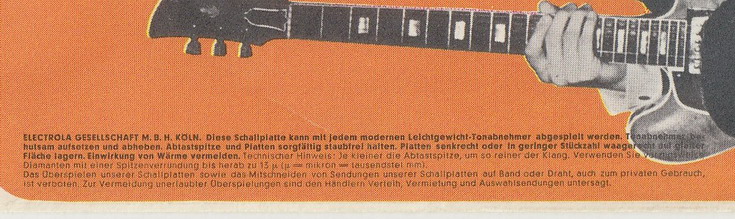 ELECTROLA GESELLSCHAFT M. B. H. KÖLN. Diese Schallplatte kann mit jedem modernen Leichtgewicht-Tonabnehmer abgespielt werden. Tonabnehmer be-
hutsam aufsetzen und abheben. Abtastspitze und Platten sorgfältig staubfrei halten. Platten senkrecht oder in geringer Stückzahl waagerecht auf glatter
Fläche lagern. Einwirkung von Wärme vermeiden. Technischer Hinweis: Je kleiner die Abtastspitze, um so reiner der Klang. Verwenden Sie
Diamanten mit einer Spitzenverrundung bis herab zu 15 µ (µ = mikron = tausendstel mm).
Das Überspielen unserer Schallplatten sowie das Mitschneiden von Sendungen unserer Schallplatten auf Band oder Draht, auch zum privaten Gebrauch,
ist verboten. Zur Vermeidung unerlaubter Überspielungen sind den Händlern Verleih, Vermietung und Auswahlsendungen untersagt.